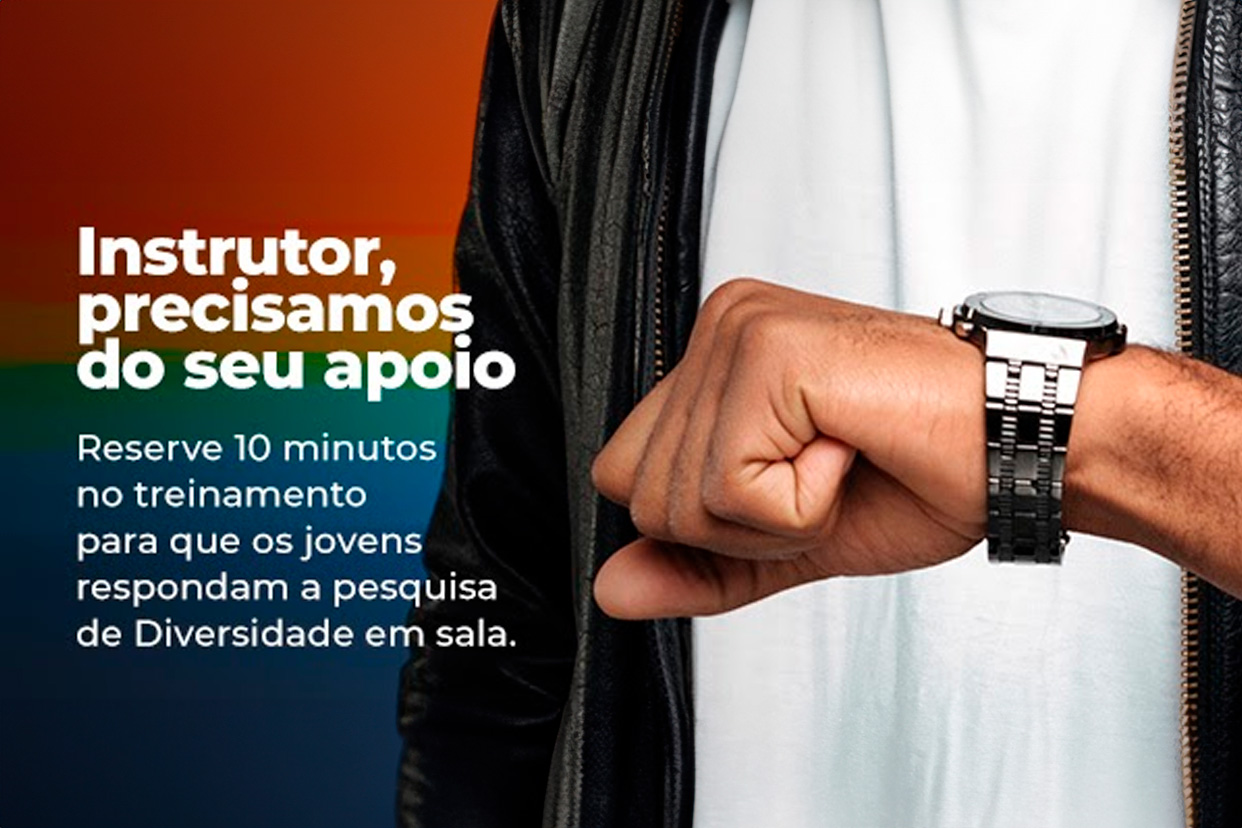 Instrutor,
precisamos
do seu apoio
Reserve 10 minutos
no treinamento
para que os jovens
respondam a pesquisa
de Diversidade em sala.